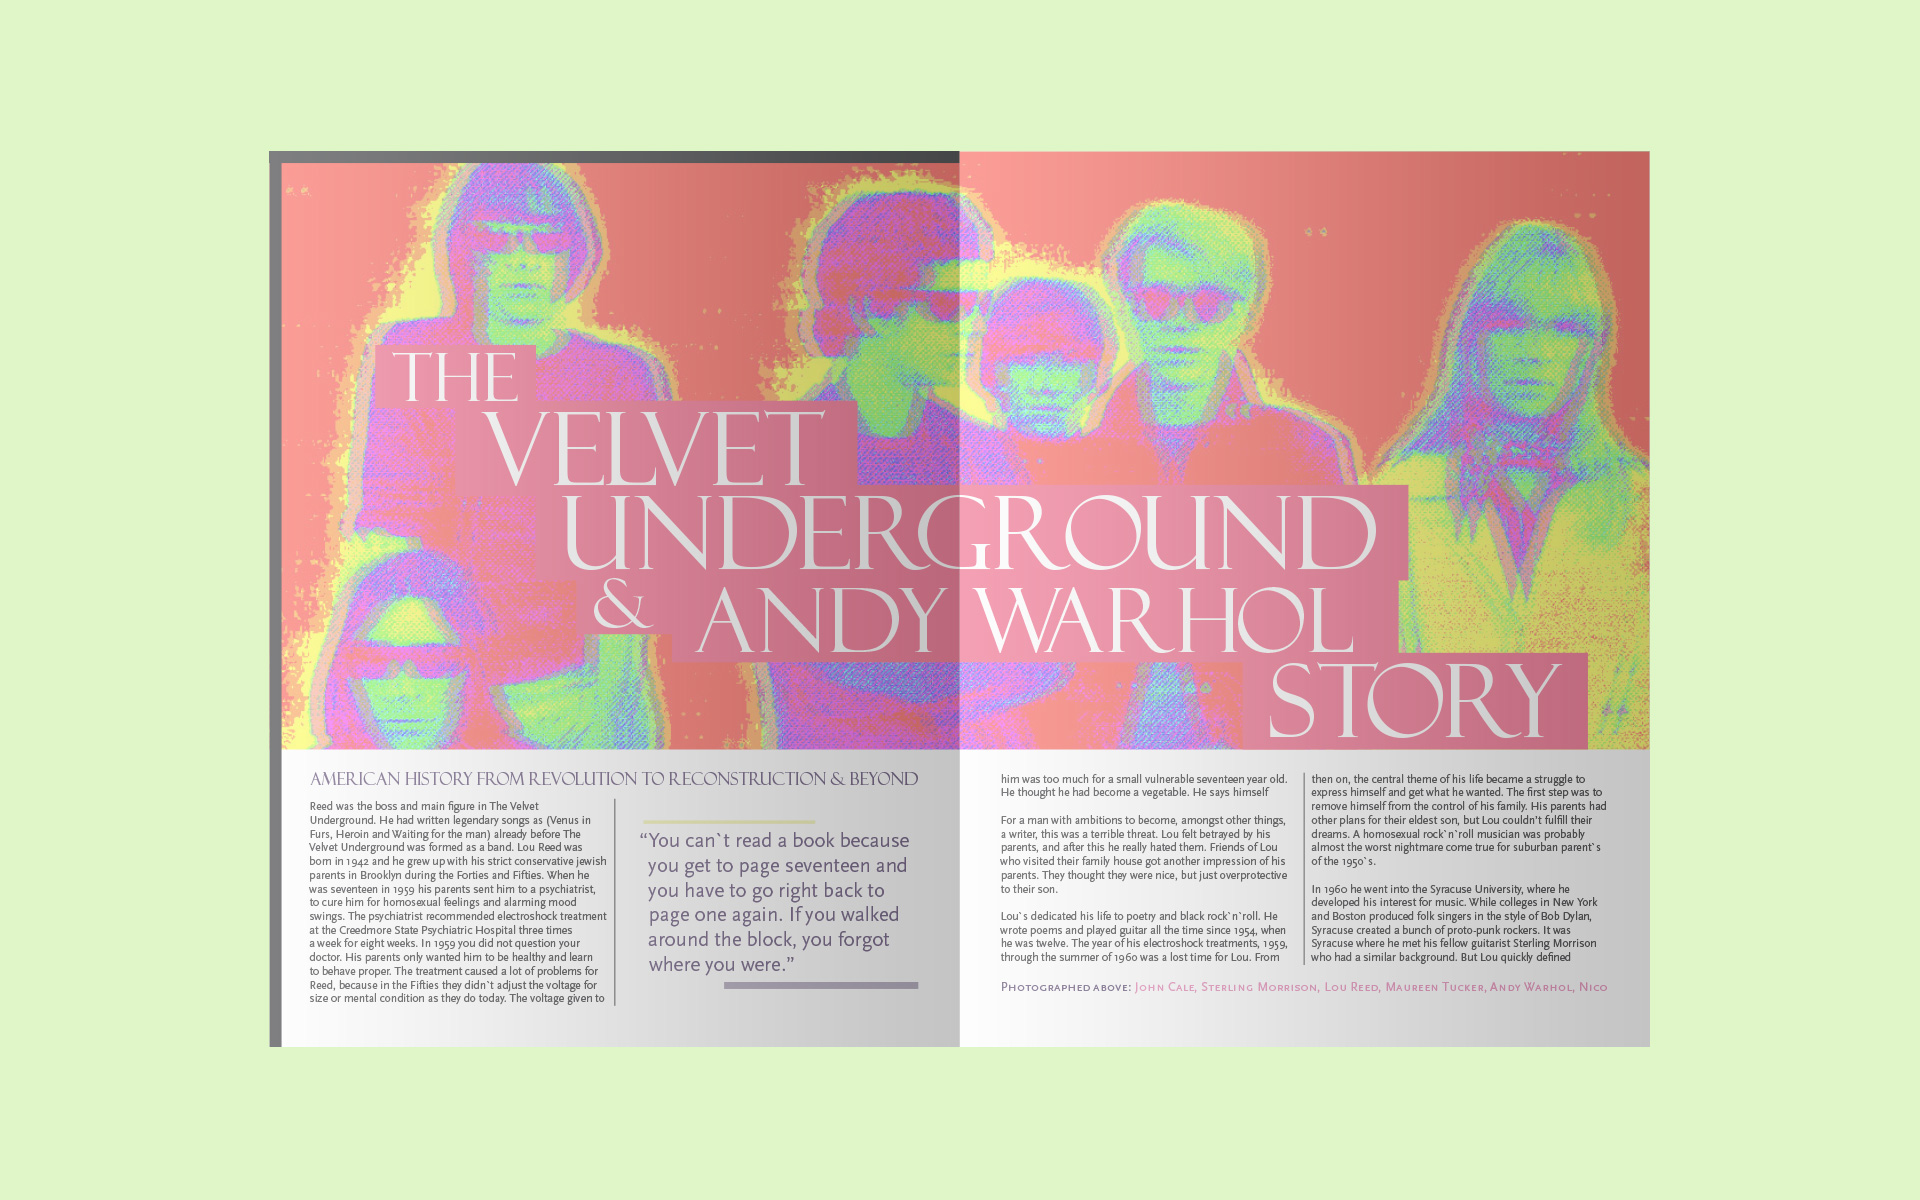 THE
VELVET
UNDERGROUND
& ANDY WARHOL
STORY
AMERICAN HISTORY FROM REVOLUTION TO RECONSTRUCTION & BEYOND
Reed was the boss and main figure in The Velvet
Underground. He had written legendary songs as (Venus in
Furs, Heroin and Waiting for the man) already before The
Velvet Underground was formed as a band. Lou Reed was
born in 1942 and he grew up with his strict conservative jewish
parents in Brooklyn during the Forties and Fifties. When he
was seventeen in 1959 his parents sent him to a psychiatrist,
to cure him for homosexual feelings and alarming mood
swings. The psychiatrist recommended electroshock treatment
at the Creedmore State Psychiatric Hospital three times
a week for eight weeks. In 1959 you did not question your
doctor. His parents only wanted him to be healthy and learn
to behave proper. The treatment caused a lot of problems for
Reed, because in the Fifties they didn`t adjust the voltage for
size or mental condition as they do today. The voltage given to
“You can`t read a book because
you get to page seventeen and
you have to go right back to
page one again. If you walked
around the block, you forgot
where you were.”
him was too much for a small vulnerable seventeen year old.
He thought he had become a vegetable. He says himself
For a man with ambitions to become, amongst other things,
a writer, this was a terrible threat. Lou felt betrayed by his
parents, and after this he really hated them. Friends of Lou
who visited their family house got another impression of his
parents. They thought they were nice, but just overprotective
to their son.
Lou`s dedicated his life to poetry and black rock`n`roll. He
wrote poems and played guitar all the time since 1954, when
he was twelve. The year of his electroshock treatments, 1959,
through the summer of 1960 was a lost time for Lou. From
then on, the central theme of his life became a struggle to
express himself and get what he wanted. The first step was to
remove himself from the control of his family. His parents had
other plans for their eldest son, but Lou couldn’t fulfill their
dreams. A homosexual rock`n`roll musician was probably
almost the worst nightmare come true for suburban parent`s
of the 1950`s.
In 1960 he went into the Syracuse University, where he
developed his interest for music. While colleges in New York
and Boston produced folk singers in the style of Bob Dylan,
Syracuse created a bunch of proto-punk rockers. It was
Syracuse where he met his fellow guitarist Sterling Morrison
who had a similar background. But Lou quickly defined
Photographed above: John Cale, Sterling Morrison, Lou Reed, Maureen Tucker, Andy Warhol, Nico